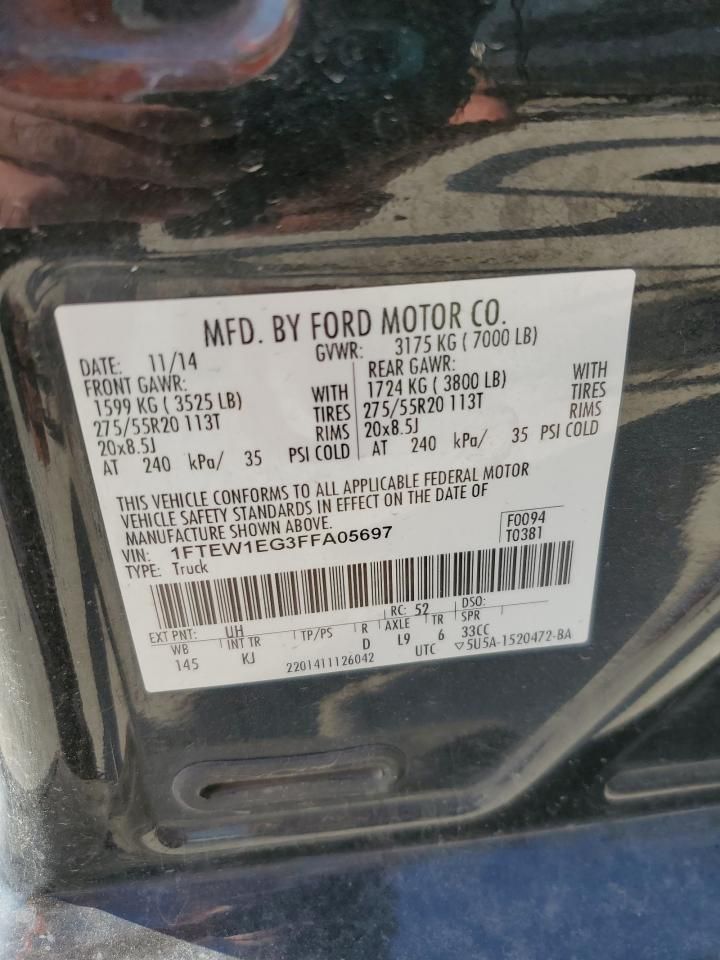 MFD. BY FORD MOTOR CO.
DATE: 11/14 GVWR: 3175 KG ( 7000 LB)
FRONT GAWR: REAR GAWR:
1599 KG ( 3525 LB) WITH 1724 KG ( 3800 LB) WITH
275/55R20 113T TIRES 275/55R20 113T TIRES
20x8.5J RIMS 20x8.5J RIMS
AT 240 kPa/ 35 PSI COLD AT 240 kPa/ 35 PSI COLD
THIS VEHICLE CONFORMS TO ALL APPLICABLE FEDERAL MOTOR
VEHICLE SAFETY STANDARDS IN EFFECT ON THE DATE OF
MANUFACTURE SHOWN ABOVE.
VIN: 1FTEW1EG3FFA05697 F0094
TYPE: Truck T0381
EXT PNT: UH RC: 52 DSO:
WB INT TR TP/PS R AXLE TR SPR
145 KJ D L9 6 33CC
2201411126042 UTC ▽5U5A-1520472-BA